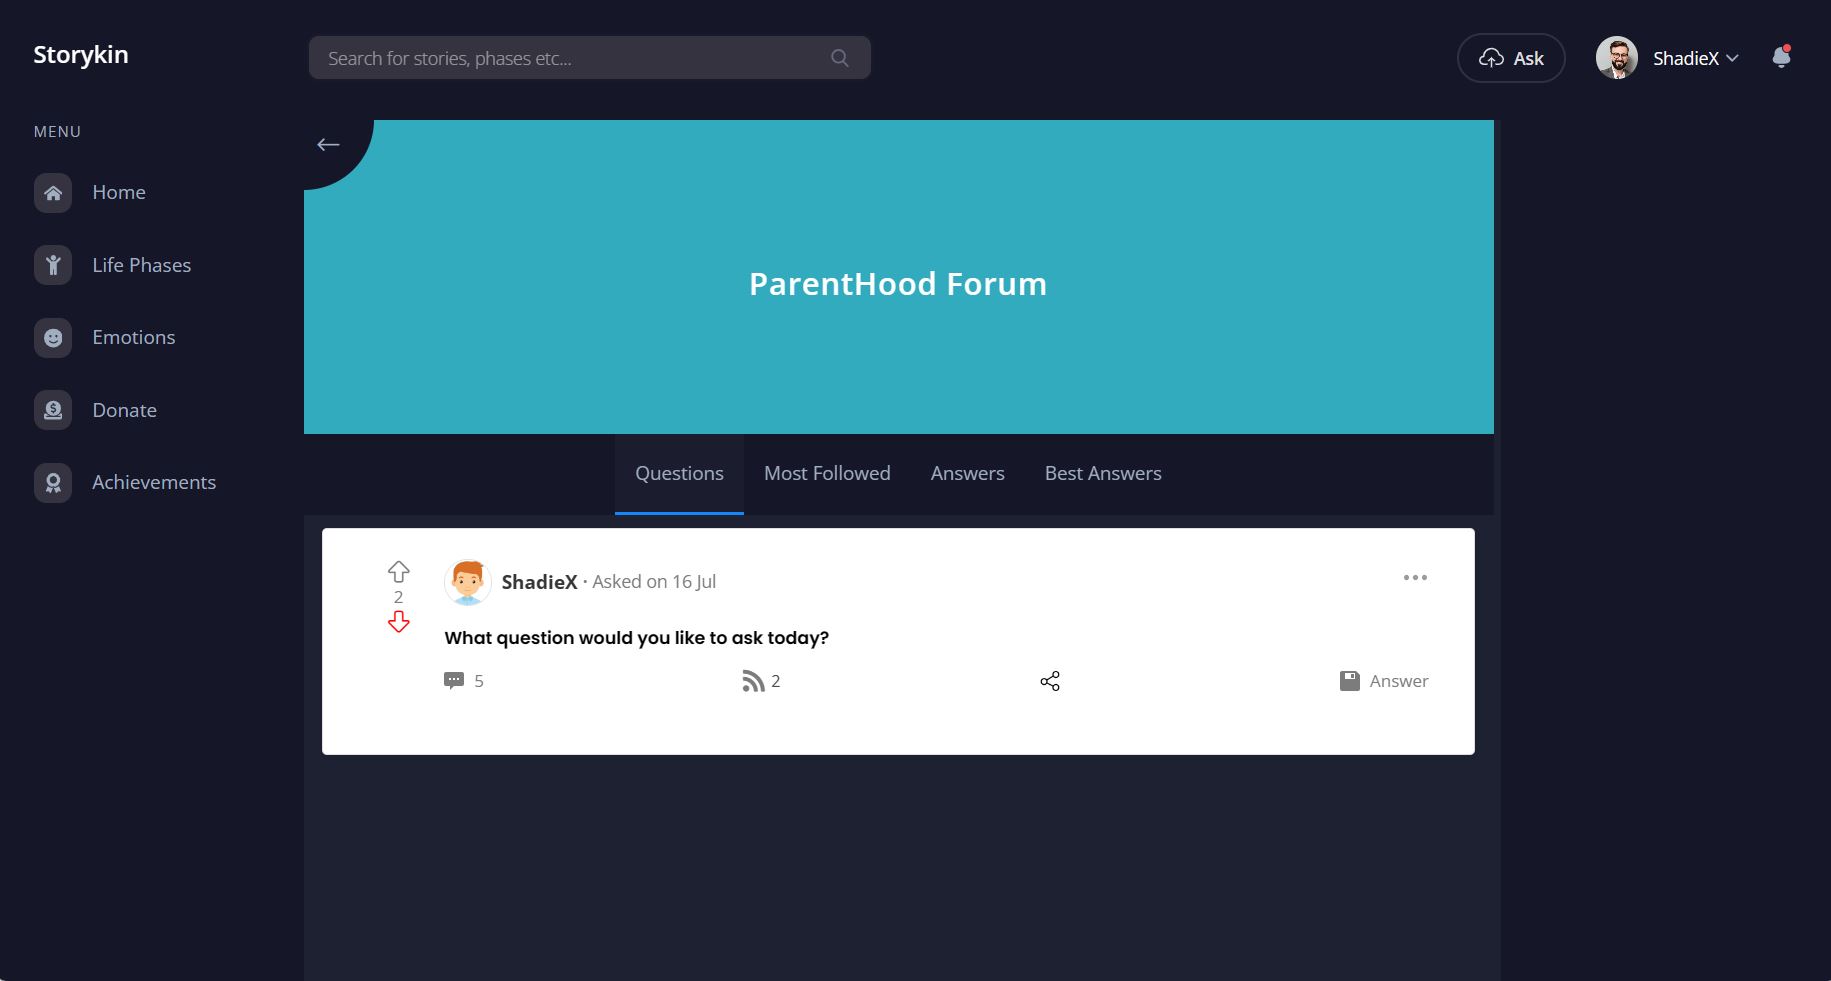 Storykin
Search for stories, phases etc...
Ask
ShadieX
MENU
Home
Life Phases
Emotions
Donate
Achievements
ParentHood Forum
Questions
Most Followed
Answers
Best Answers
ShadieX · Asked on 16 Jul
2
What question would you like to ask today?
5
2
Answer